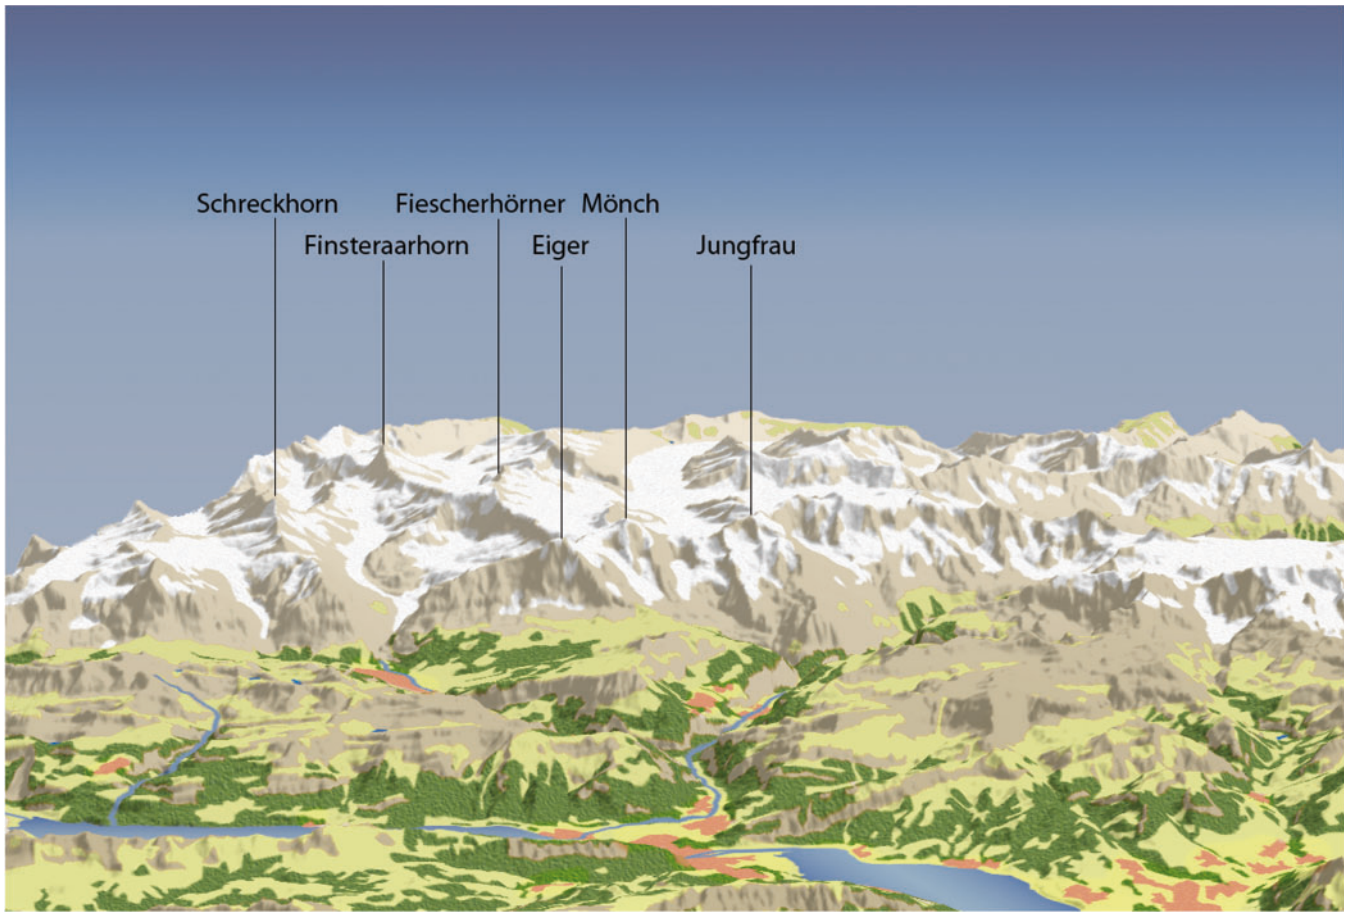 Schreckhorn
Fiescherhörner
Mönch
Finsteraarhorn
Eiger
Jungfrau